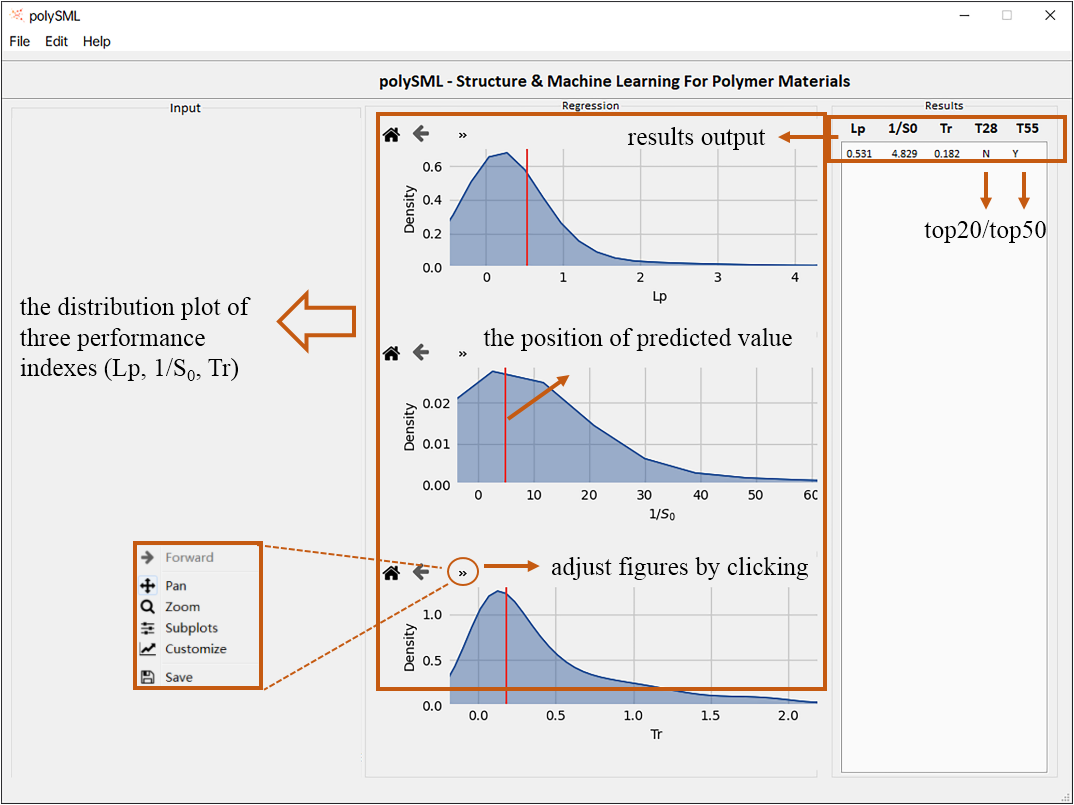 polySML
File Edit Help
polySML - Structure & Machine Learning For Polymer Materials
Input
the distribution plot of
three performance
indexes (Lp, 1/S₀, Tr)
Forward
Pan
Zoom
Subplots
Customize
Save
Regression
» results output
Density
0.6
0.4
0.2
0.0
0 1 2 3 4
Lp
the position of predicted value
»
Density
0.02
0.01
0.00
0 10 20 30 40 50 60
1/S₀
» adjust figures by clicking
Density
1.0
0.5
0.0
0.0 0.5 1.0 1.5 2.0
Tr
Results
Lp 1/S0 Tr T28 T55
0.531 4.829 0.182 N Y
top20/top50